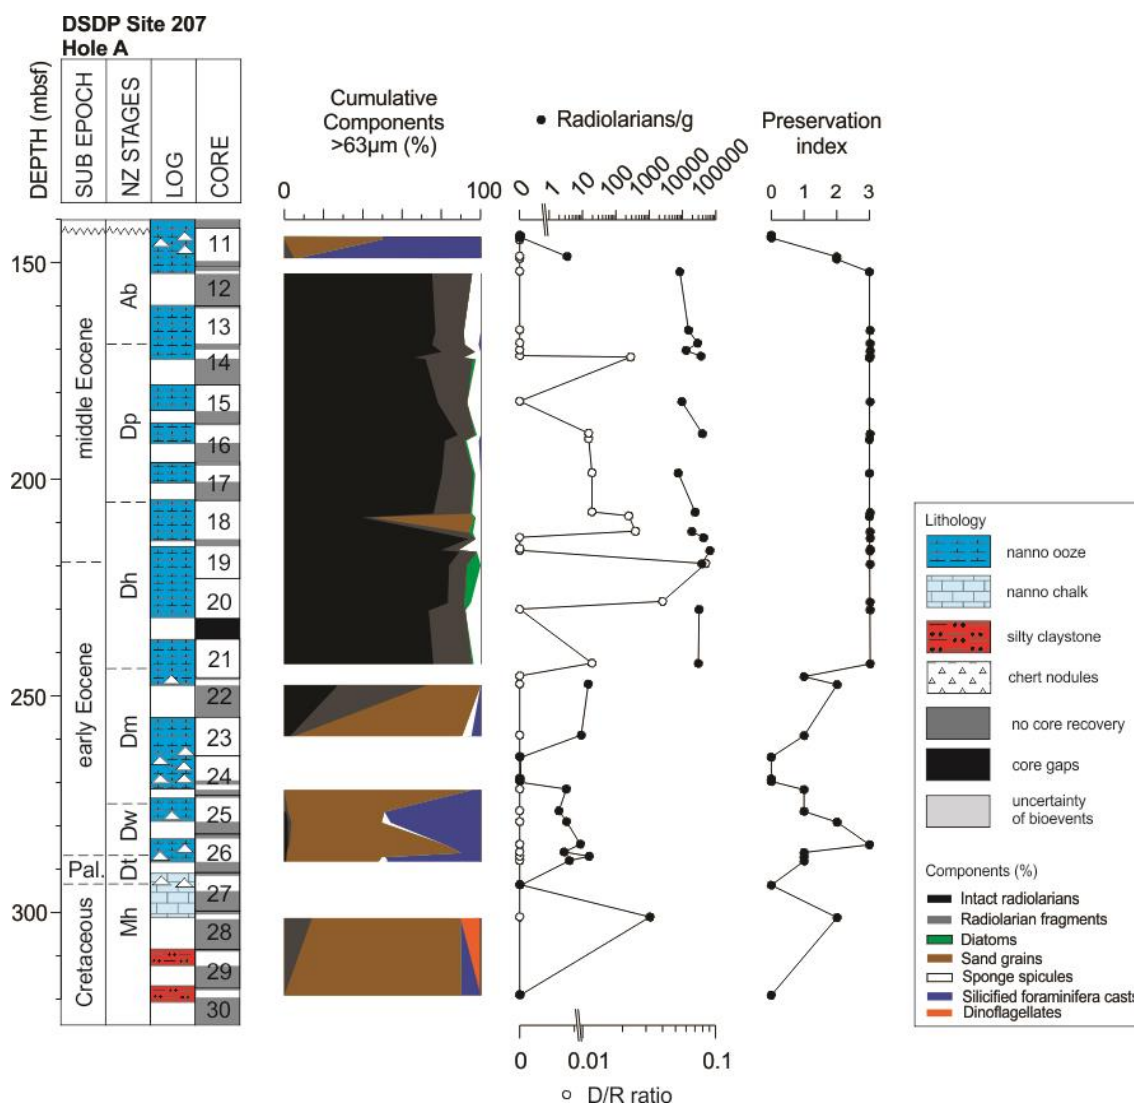 DSDP Site 207
Hole A
DEPTH (mbsf)
SUB EPOCH
NZ STAGES
LOG
CORE
Cumulative
Components
>63µm (%)
0 100
Radiolarians/g
0 1 10 100 1000 10000 100000
Preservation
index
0 1 2 3
150
200
250
300
middle Eocene
early Eocene
Pal.
Cretaceous
Ab
Dp
Dh
Dm
Dw
Dt
Mh
11
12
13
14
15
16
17
18
19
20
21
22
23
24
25
26
27
28
29
30
0 0.01 0.1
D/R ratio
Lithology
nanno ooze
nanno chalk
silty claystone
chert nodules
no core recovery
core gaps
uncertainty
of bioevents
Components (%)
Intact radiolarians
Radiolarian fragments
Diatoms
Sand grains
Sponge spicules
Silicified foraminifera casts
Dinoflagellates